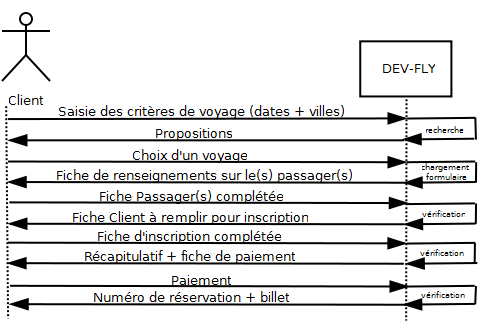 DEV-FLY
Client
Saisie des critères de voyage (dates + villes)
recherche
Propositions
Choix d'un voyage
chargement
formulaire
Fiche de renseignements sur le(s) passager(s)
Fiche Passager(s) complétée
vérification
Fiche Client à remplir pour inscription
Fiche d'inscription complétée
vérification
Récapitulatif + fiche de paiement
Paiement
vérification
Numéro de réservation + billet